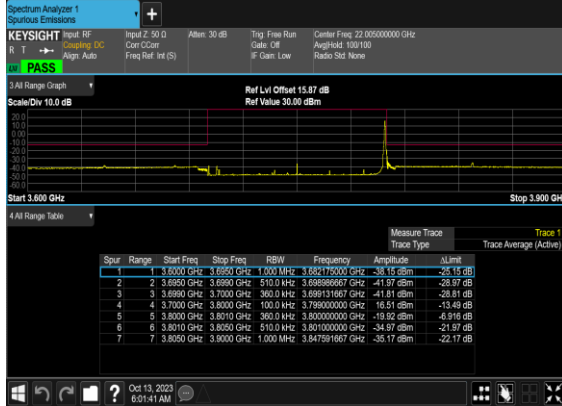 Spectrum Analyzer 1
Spurious Emissions
+
KEYSIGHT
R T
LXI PASS
Input: RF
Coupling: DC
Align: Auto
Input Z: 50 Ω
Corr CCorr
Freq Ref: Int (S)
Atten: 30 dB
Trig: Free Run
Gate: Off
IF Gain: Low
Center Freq: 22.005000000 GHz
Avg|Hold: 100/100
Radio Std: None
3 All Range Graph
Scale/Div 10.0 dB
Ref Lvl Offset 15.87 dB
Ref Value 30.00 dBm
20.0
10.0
0.00
-10.0
-20.0
-30.0
-40.0
-50.0
-60.0
Start 3.600 GHz
Stop 3.900 GH
4 All Range Table
Measure Trace Trace 1
Trace Type Trace Average (Active)
Spur Range Start Freq Stop Freq RBW Frequency Amplitude ΔLimit
1 1 3.6000 GHz 3.6950 GHz 1.000 MHz 3.682175000 GHz -38.15 dBm -25.15 dB
2 2 3.6950 GHz 3.6990 GHz 510.0 kHz 3.698986667 GHz -41.97 dBm -28.97 dB
3 3 3.6990 GHz 3.7000 GHz 360.0 kHz 3.699131667 GHz -41.81 dBm -28.81 dB
4 4 3.7000 GHz 3.8000 GHz 100.0 kHz 3.799000000 GHz 16.51 dBm -13.49 dB
5 5 3.8000 GHz 3.8010 GHz 360.0 kHz 3.800000000 GHz -19.92 dBm -6.916 dB
6 6 3.8010 GHz 3.8050 GHz 510.0 kHz 3.801000000 GHz -34.97 dBm -21.97 dB
7 7 3.8050 GHz 3.9000 GHz 1.000 MHz 3.847591667 GHz -35.17 dBm -22.17 dB
?
Oct 13, 2023
6:01:41 AM